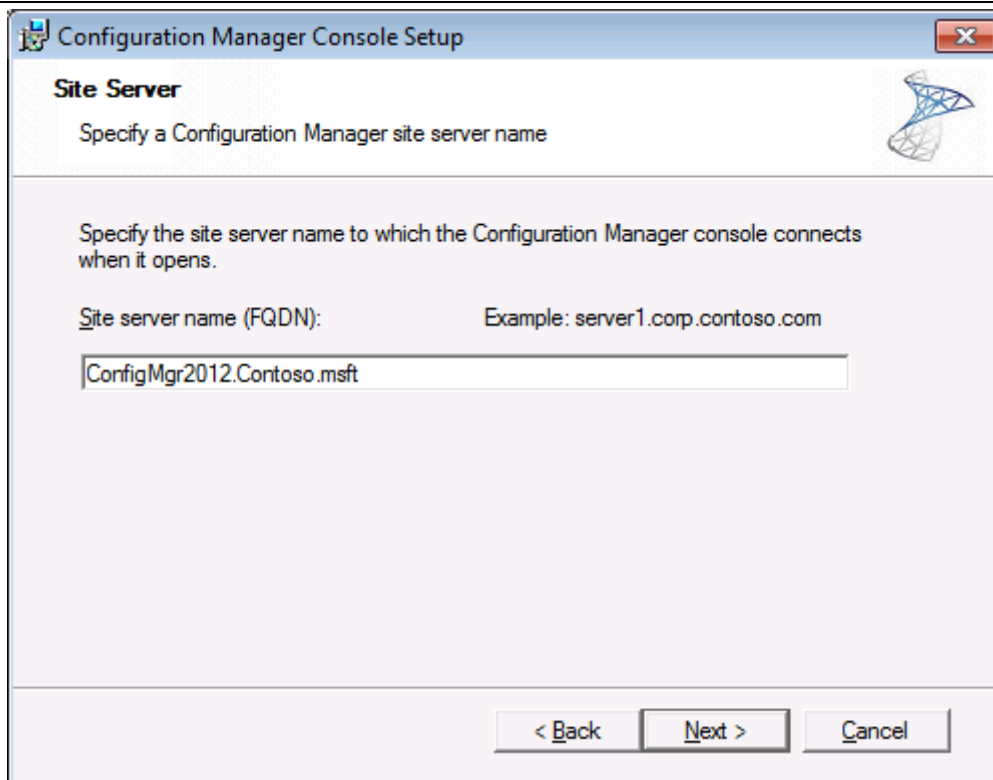 Configuration Manager Console Setup
Site Server
Specify a Configuration Manager site server name
Specify the site server name to which the Configuration Manager console connects
when it opens.
Site server name (FQDN): Example: server1.corp.contoso.com
ConfigMgr2012.Contoso.msft
< Back Next > Cancel